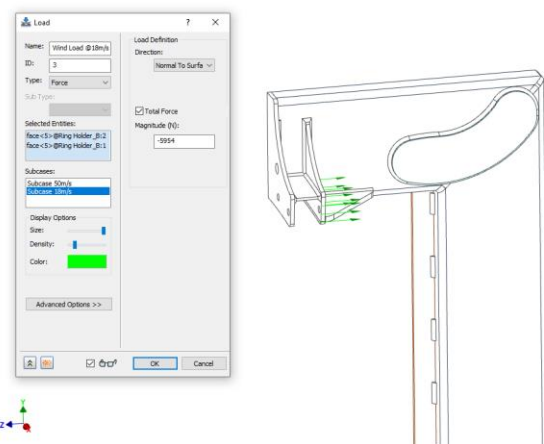 Load
? X
Name: Wind Load @18m/s
ID: 3
Type: Force
Sub Type:
Selected Entities:
face<5>@Ring Holder_B:2
face<5>@Ring Holder_B:1
Subcases:
Subcase 50m/s
Subcase 18m/s
Display Options
Size:
Density:
Color:
Advanced Options >>
Load Definition
Direction:
Normal To Surfa
Total Force
Magnitude (N):
-5954
OK Cancel
Y
Z